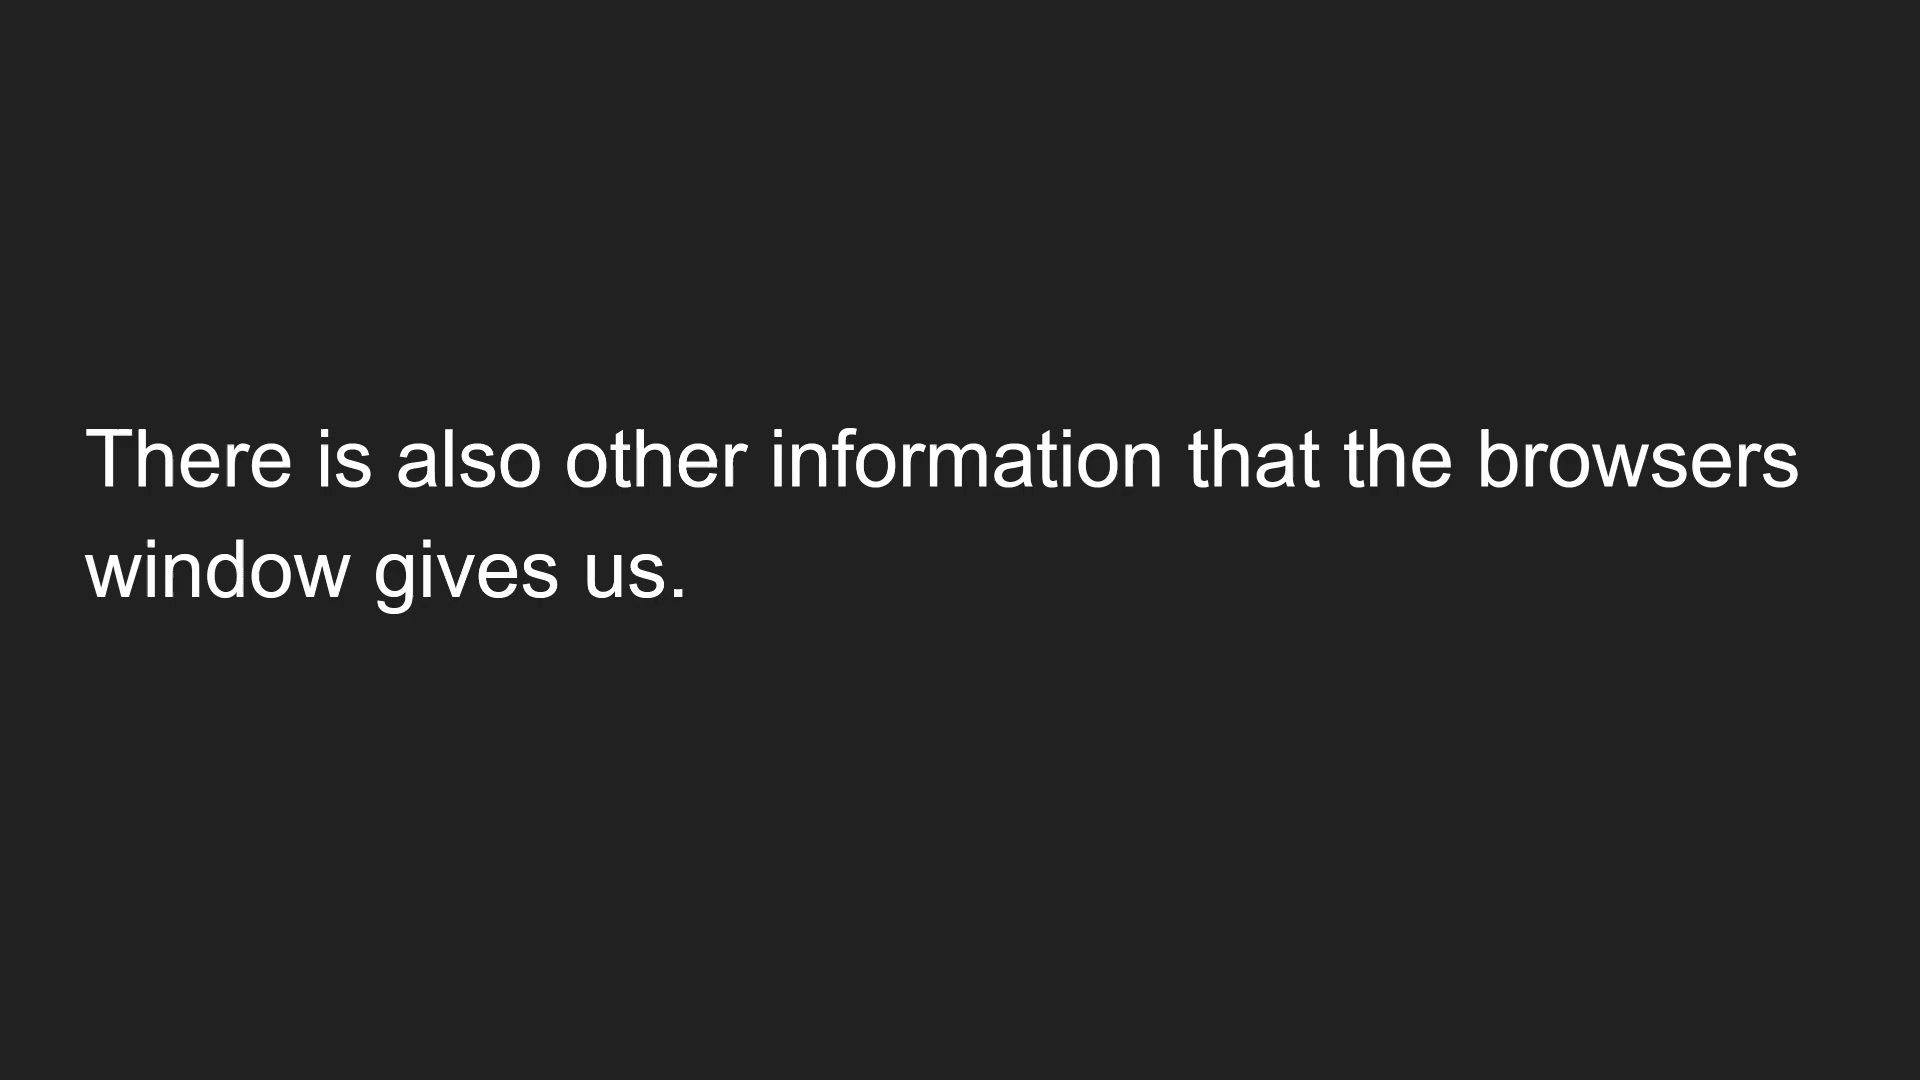 There is also other information that the browsers
window gives us.